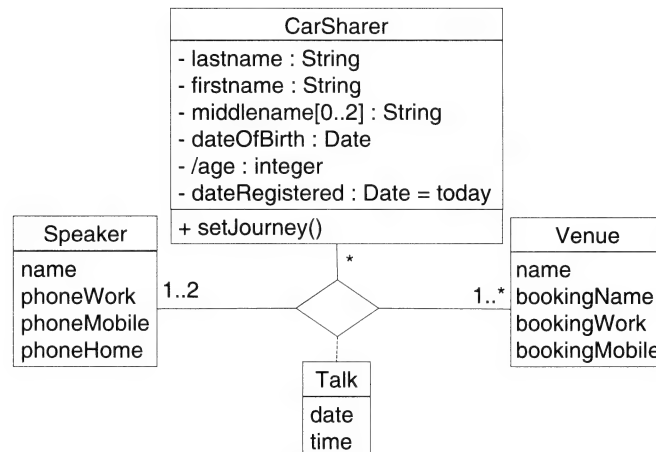 CarSharer
- lastname : String
- firstname : String
- middlename[0..2] : String
- dateOfBirth : Date
- /age : integer
- dateRegistered : Date = today
+ setJourney()
Speaker
name
phoneWork
phoneMobile
phoneHome
1..2
*
1..*
Venue
name
bookingName
bookingWork
bookingMobile
Talk
date
time